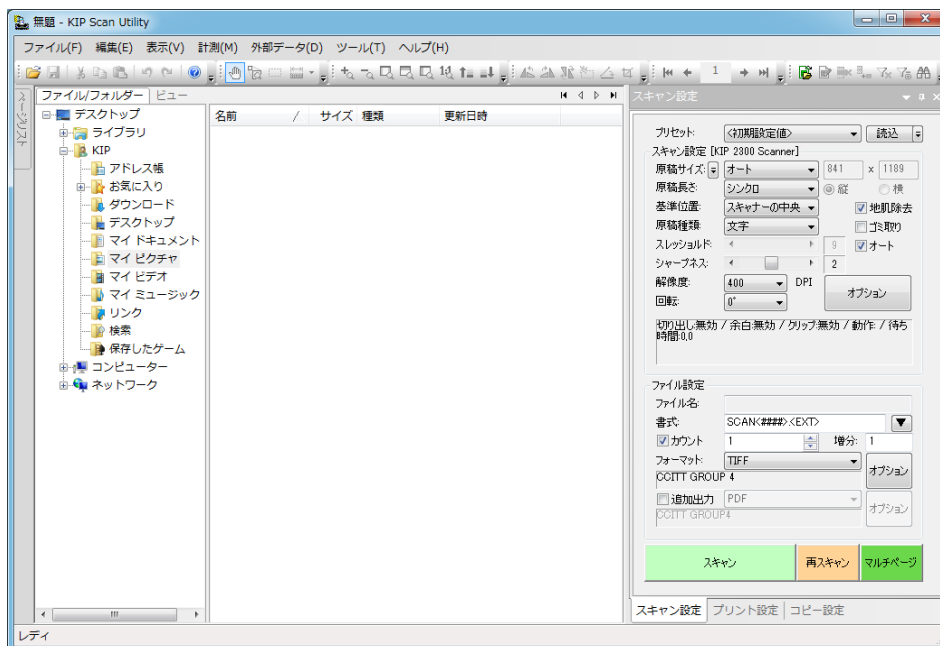 無題 - KIP Scan Utility
ファイル(F) 編集(E) 表示(V) 計測(M) 外部データ(D) ツール(T) ヘルプ(H)
1
ページリスト
ファイル/フォルダー ビュー
デスクトップ
ライブラリ
KIP
アドレス帳
お気に入り
ダウンロード
デスクトップ
マイ ドキュメント
マイ ピクチャ
マイ ビデオ
マイ ミュージック
リンク
検索
保存したゲーム
コンピューター
ネットワーク
名前 サイズ 種類 更新日時
スキャン設定
プリセット: <初期設定値> 読込
スキャン設定 [KIP 2300 Scanner]
原稿サイズ: オート 841 x 1189
原稿長さ: シンクロ 縦 横
基準位置: スキャナーの中央 地肌除去
原稿種類: 文字 ゴミ取り
スレッショルド: 9 オート
シャープネス: 2
解像度: 400 DPI オプション
回転: 0°
切り出し:無効 / 余白:無効 / クリップ:無効 / 動作: / 待ち
時間:0.0
ファイル設定
ファイル名:
書式: SCAN<####>.<EXT>
カウント 1 増分: 1
フォーマット: TIFF オプション
CCITT GROUP 4
追加出力 PDF オプション
CCITT GROUP4
スキャン 再スキャン マルチページ
スキャン設定 プリント設定 コピー設定
レディ